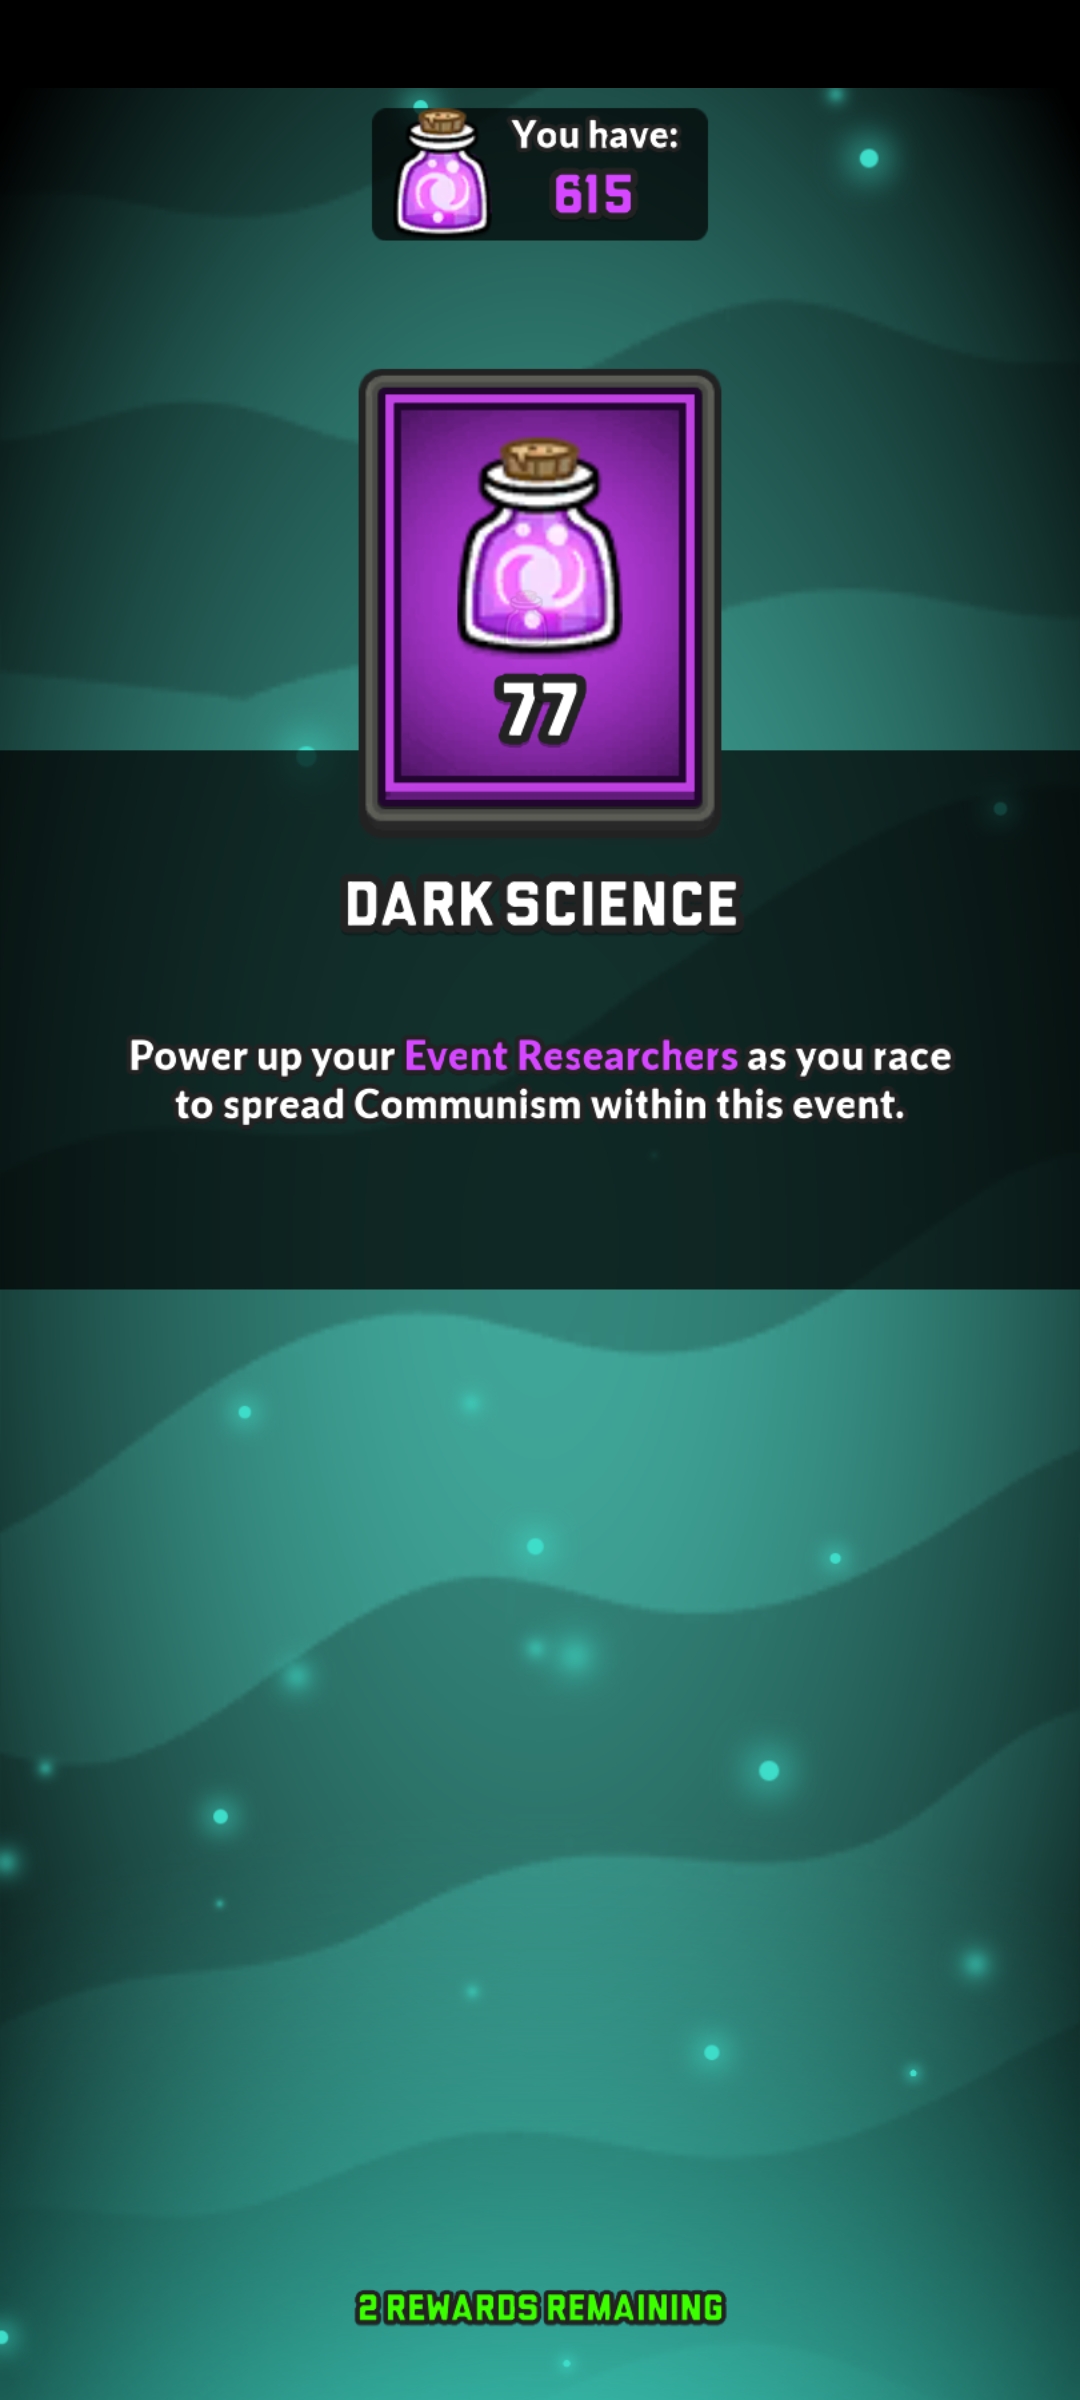 You have:
615
77
DARK SCIENCE
Power up your Event Researchers as you race
to spread Communism within this event.
2 REWARDS REMAINING